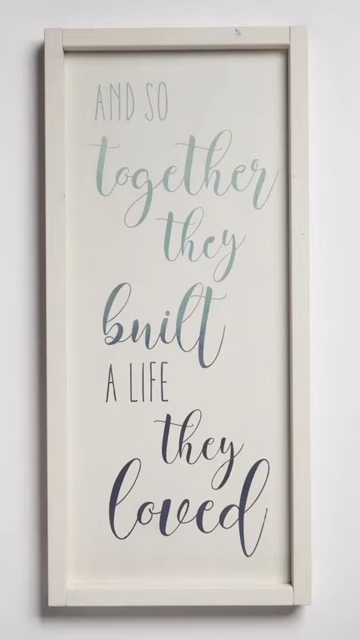 AND SO
together
they
built
A LIFE
they
loved